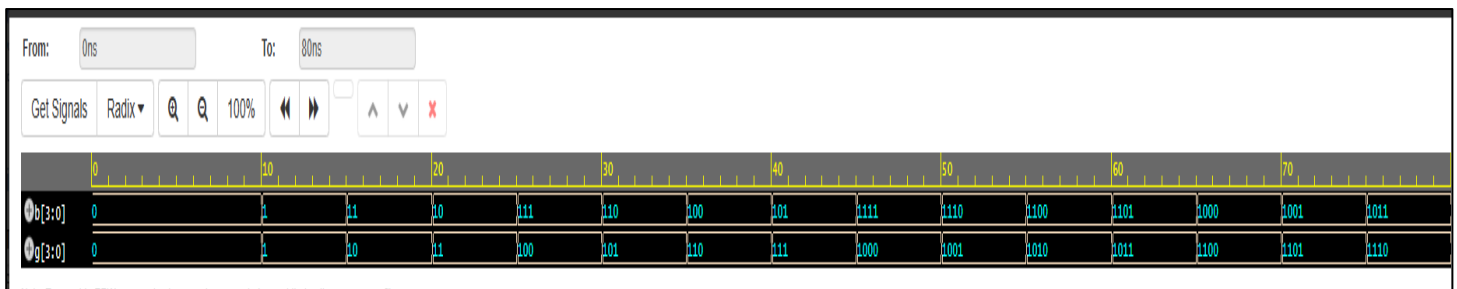 From: 0ns To: 80ns
Get Signals Radix 100%
0 10 20 30 40 50 60 70
b[3:0] 0 1 11 10 111 110 100 101 1111 1110 1100 1101 1000 1001 1011
g[3:0] 0 1 10 11 100 101 110 111 1000 1001 1010 1011 1100 1101 1110